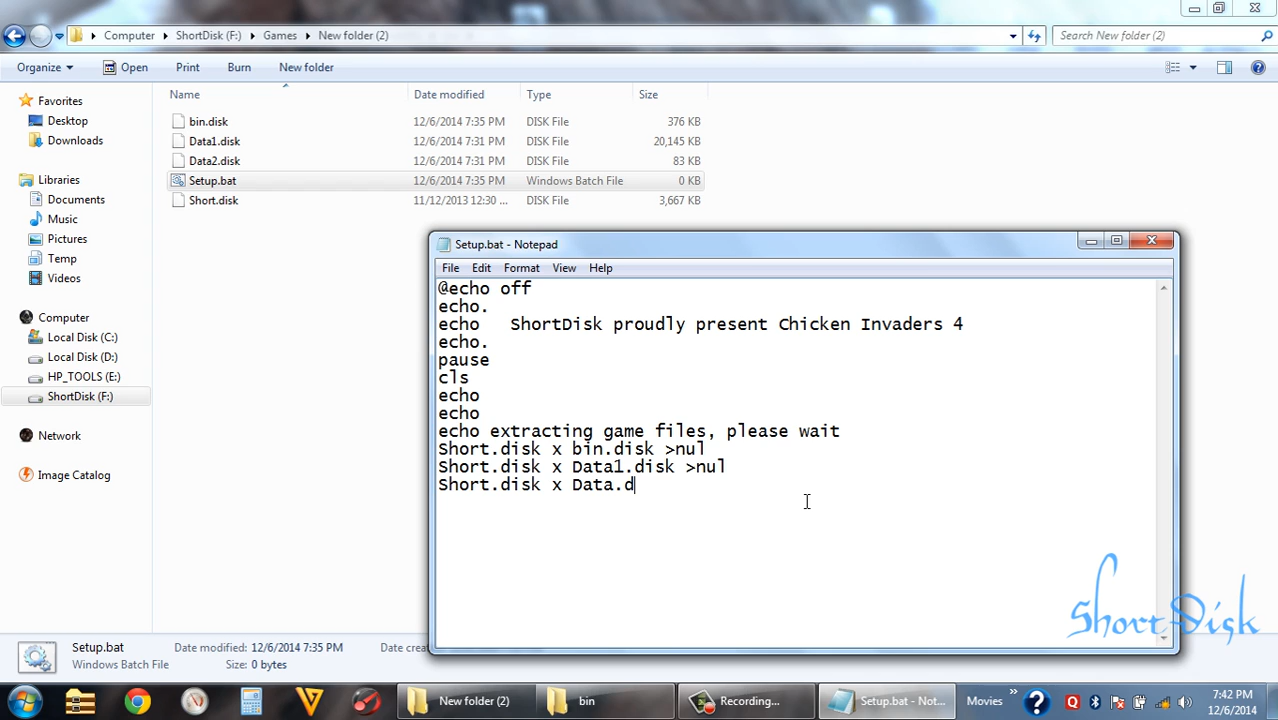 Computer ShortDisk (F:) Games New folder (2)
Search New folder (2)
Organize Open Print Burn New folder
Favorites
Desktop
Downloads
Libraries
Documents
Music
Pictures
Temp
Videos
Computer
Local Disk (C:)
Local Disk (D:)
HP_TOOLS (E:)
ShortDisk (F:)
Network
Image Catalog
Name Date modified Type Size
bin.disk 12/6/2014 7:35 PM DISK File 376 KB
Data1.disk 12/6/2014 7:31 PM DISK File 20,145 KB
Data2.disk 12/6/2014 7:31 PM DISK File 83 KB
Setup.bat 12/6/2014 7:35 PM Windows Batch File 0 KB
Short.disk 11/12/2013 12:30 ... DISK File 3,667 KB
Setup.bat - Notepad
File Edit Format View Help
@echo off
echo.
echo ShortDisk proudly present Chicken Invaders 4
echo.
pause
cls
echo
echo
echo extracting game files, please wait
Short.disk x bin.disk >nul
Short.disk x Data1.disk >nul
Short.disk x Data.d
ShortDisk
Setup.bat Date modified: 12/6/2014 7:35 PM Date crea
Windows Batch File Size: 0 bytes
New folder (2) bin Recording... Setup.bat - Not... Movies » 7:42 PM
12/6/2014